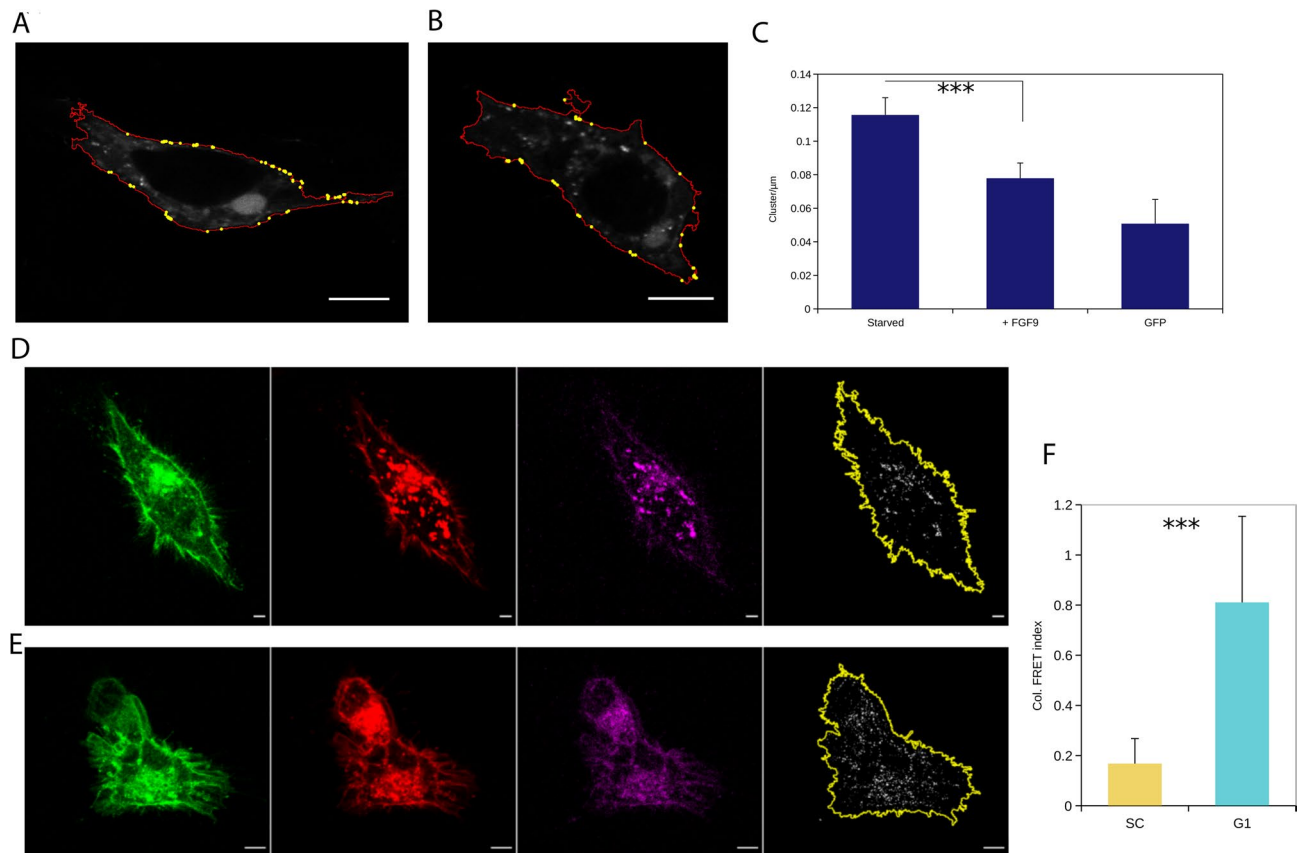 A
B
C
0.14
0.12
0.1
0.08
0.06
0.04
0.02
0
Cluster/µm
***
Starved
+ FGF9
GFP
D
E
F
1.2
1
0.8
0.6
0.4
0.2
0
Col. FRET index
***
SC
G1